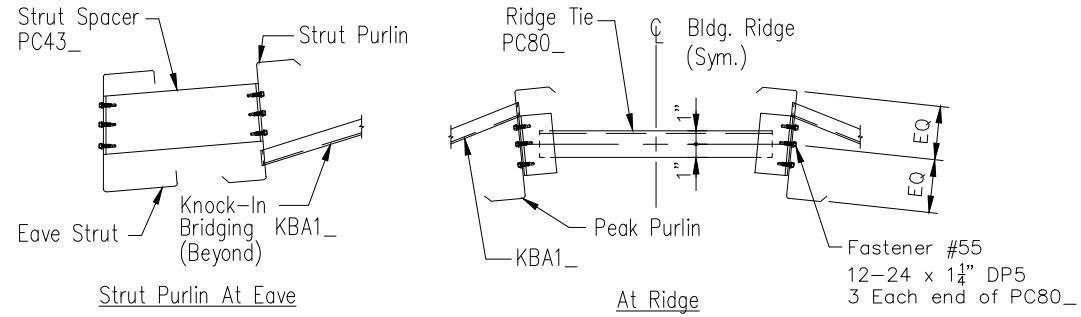 Strut Spacer
PC43_
Strut Purlin
Eave Strut
Knock-In
Bridging KBA1_
(Beyond)
Strut Purlin At Eave
Ridge Tie
PC80_
℄ Bldg. Ridge
(Sym.)
1"
1"
EQ
EQ
Peak Purlin
KBA1_
Fastener #55
12-24 x 1¼" DP5
3 Each end of PC80_
At Ridge